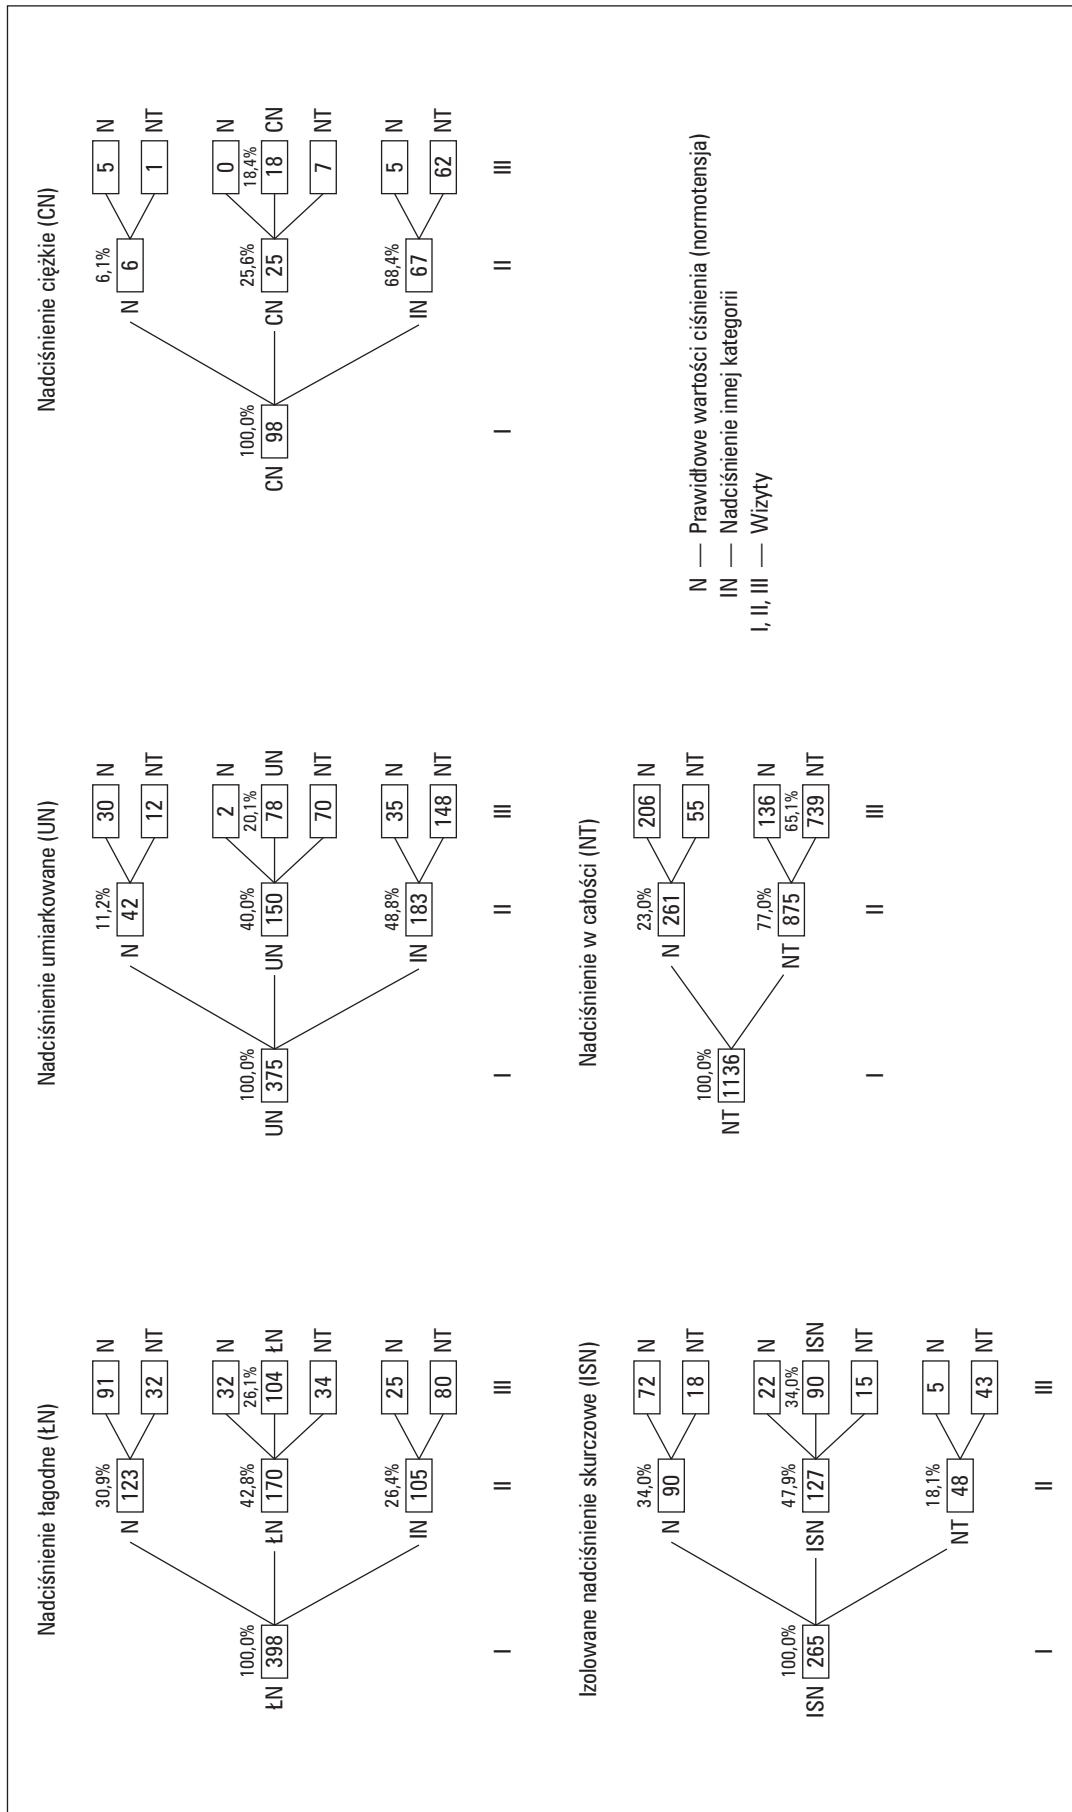 Nadciśnienie łagodne (ŁN)
100,0%
ŁN 398
30,9%
N 123
91 N
32 NT
42,8%
ŁN 170
32 N
26,1%
104 ŁN
34 NT
26,4%
IN 105
25 N
80 NT
I II III
Nadciśnienie umiarkowane (UN)
100,0%
UN 375
11,2%
N 42
30 N
12 NT
40,0%
UN 150
2 N
20,1%
78 UN
70 NT
48,8%
IN 183
35 N
148 NT
I II III
Nadciśnienie ciężkie (CN)
100,0%
CN 98
6,1%
N 6
5 N
1 NT
25,6%
CN 25
0 N
18,4%
18 CN
7 NT
68,4%
IN 67
5 N
62 NT
I II III
Izolowane nadciśnienie skurczowe (ISN)
100,0%
ISN 265
34,0%
N 90
72 N
18 NT
47,9%
ISN 127
22 N
34,0%
90 ISN
15 NT
18,1%
NT 48
5 N
43 NT
I II III
Nadciśnienie w całości (NT)
100,0%
NT 1136
23,0%
N 261
206 N
55 NT
77,0%
NT 875
136 N
65,1%
739 NT
I II III
N — Prawidłowe wartości ciśnienia (normotensja)
IN — Nadciśnienie innej kategorii
I, II, III — Wizyty